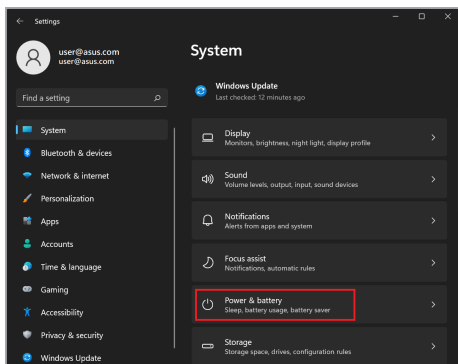 Settings
user@asus.com
user@asus.com
Find a setting
System
Bluetooth & devices
Network & internet
Personalization
Apps
Accounts
Time & language
Gaming
Accessibility
Privacy & security
Windows Update
System
Windows Update
Last checked: 12 minutes ago
Display
Monitors, brightness, night light, display profile
Sound
Volume levels, output, input, sound devices
Notifications
Alerts from apps and system
Focus assist
Notifications, automatic rules
Power & battery
Sleep, battery usage, battery saver
Storage
Storage space, drives, configuration rules